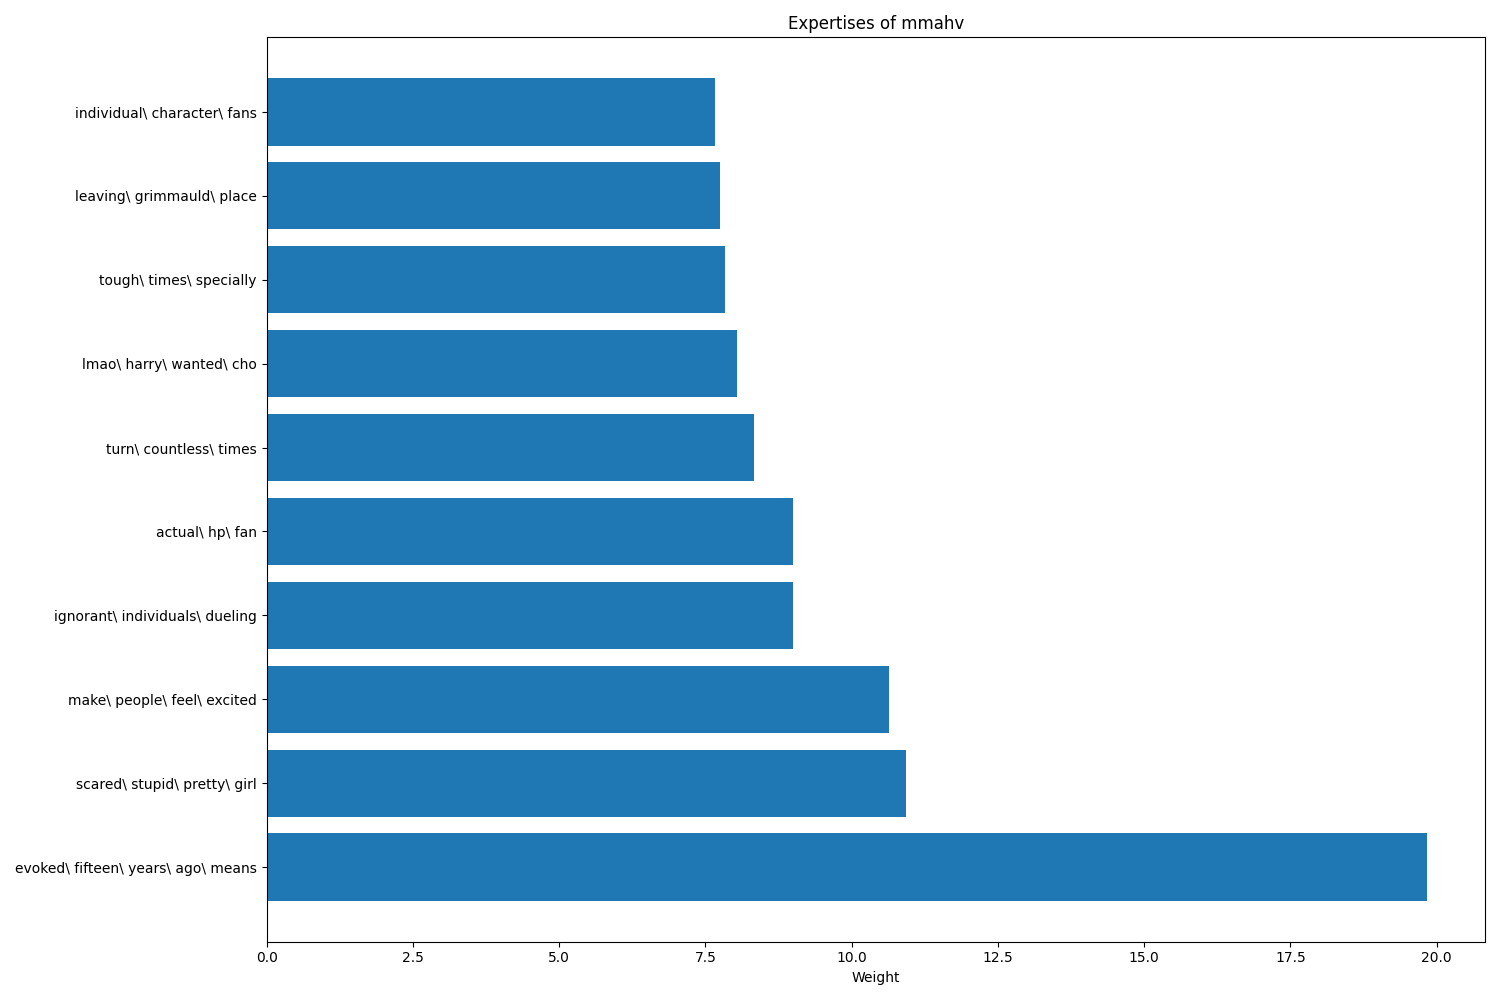 Expertises of mmahv
individual\ character\ fans
leaving\ grimmauld\ place
tough\ times\ specially
lmao\ harry\ wanted\ cho
turn\ countless\ times
actual\ hp\ fan
ignorant\ individuals\ dueling
make\ people\ feel\ excited
scared\ stupid\ pretty\ girl
evoked\ fifteen\ years\ ago\ means
0.0 2.5 5.0 7.5 10.0 12.5 15.0 17.5 20.0
Weight